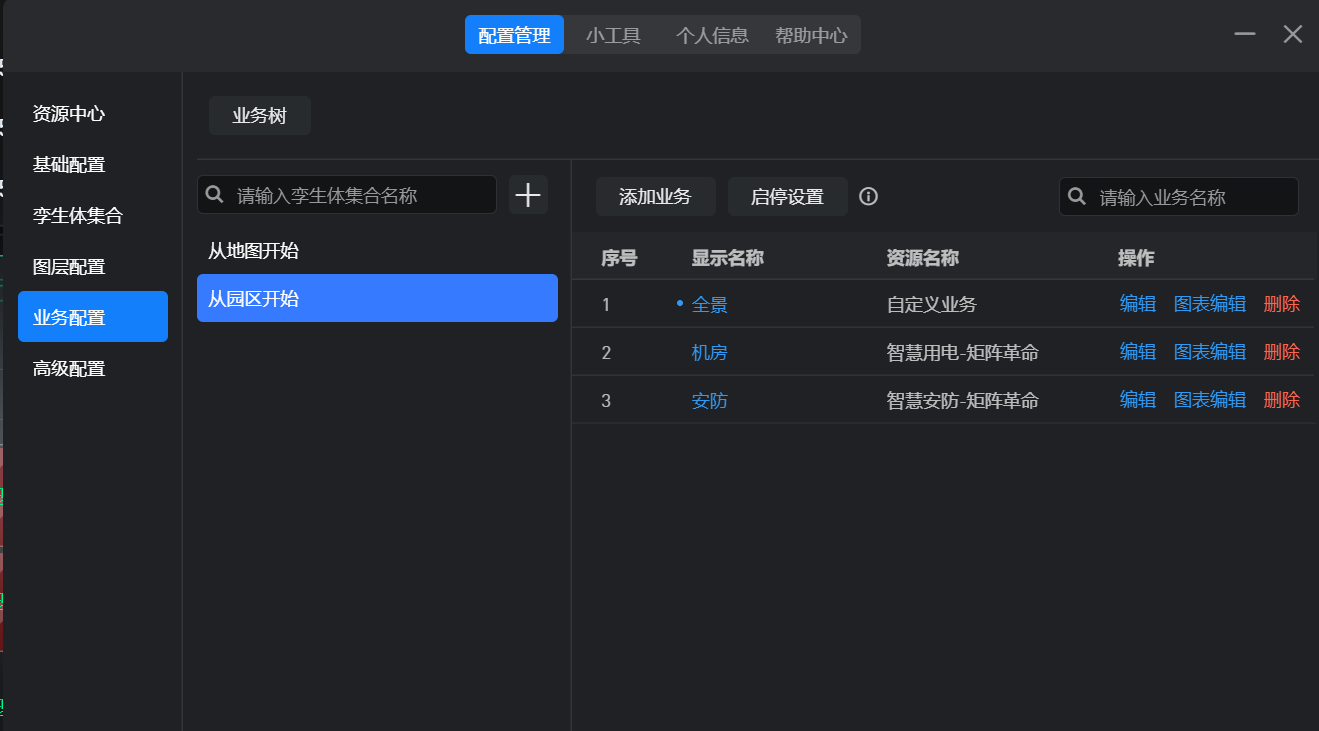 配置管理 小工具 个人信息 帮助中心
资源中心
基础配置
孪生体集合
图层配置
业务配置
高级配置
业务树
请输入孪生体集合名称
从地图开始
从园区开始
添加业务 启停设置 请输入业务名称
序号 显示名称 资源名称 操作
1 全景 自定义业务 编辑 图表编辑 删除
2 机房 智慧用电-矩阵革命 编辑 图表编辑 删除
3 安防 智慧安防-矩阵革命 编辑 图表编辑 删除